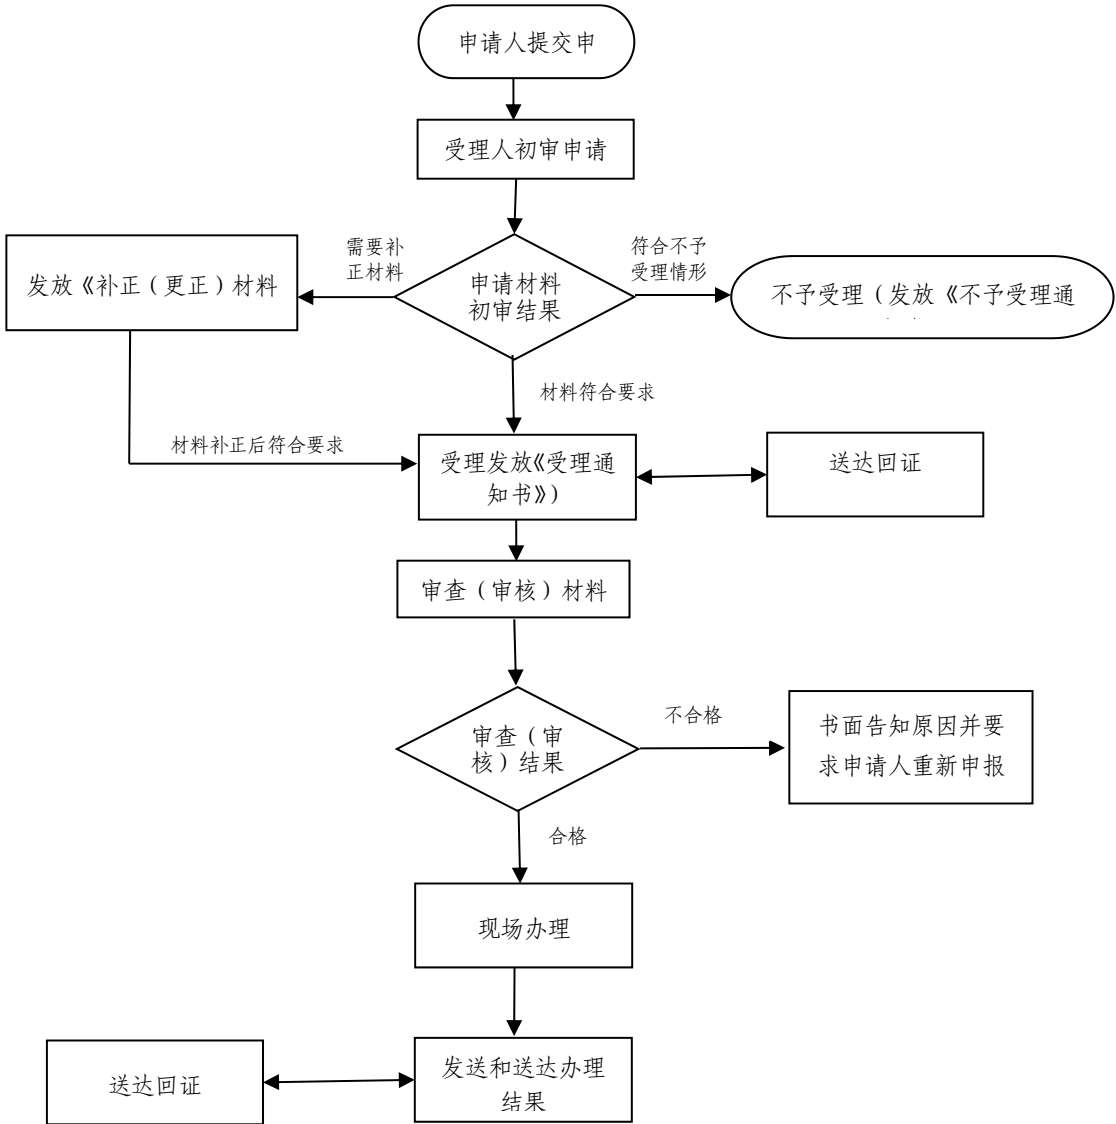 申请人提交申
受理人初审申请
需要补
正材料
符合不予
受理情形
发放《补正（更正）材料
申请材料
初审结果
不予受理（发放《不予受理通
材料符合要求
材料补正后符合要求
受理发放《受理通
知书》）
送达回证
审查（审核）材料
审查（审
核）结果
不合格
书面告知原因并要
求申请人重新申报
合格
现场办理
发送和送达办理
结果
送达回证